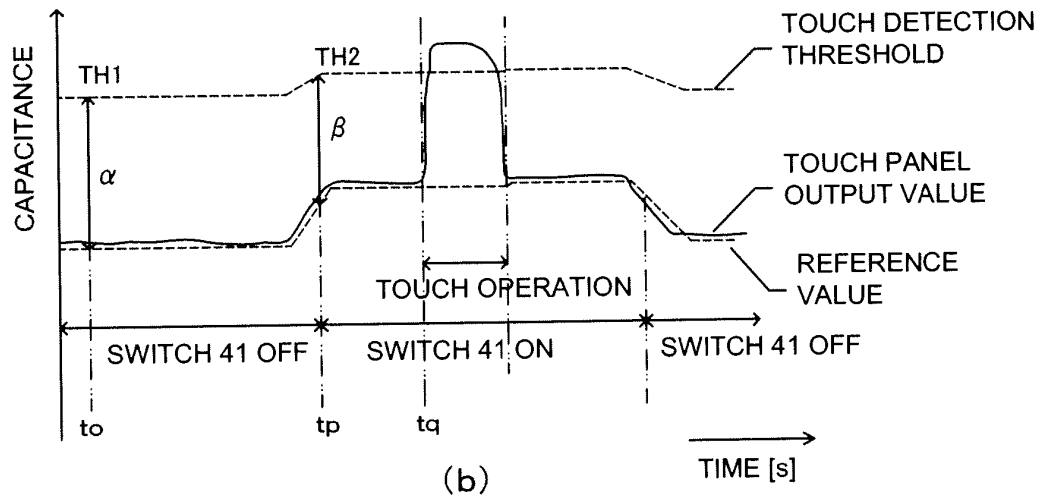 CAPACITANCE
TOUCH DETECTION
THRESHOLD
TH1
TH2
α
β
TOUCH PANEL
OUTPUT VALUE
REFERENCE
VALUE
TOUCH OPERATION
SWITCH 41 OFF
SWITCH 41 ON
SWITCH 41 OFF
to
tp
tq
TIME [s]
(b)